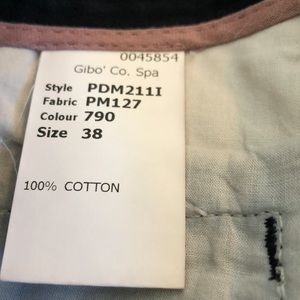 0045854
Gibo' Co. Spa
Style PDM211I
Fabric PM127
Colour 790
Size 38
100% COTTON